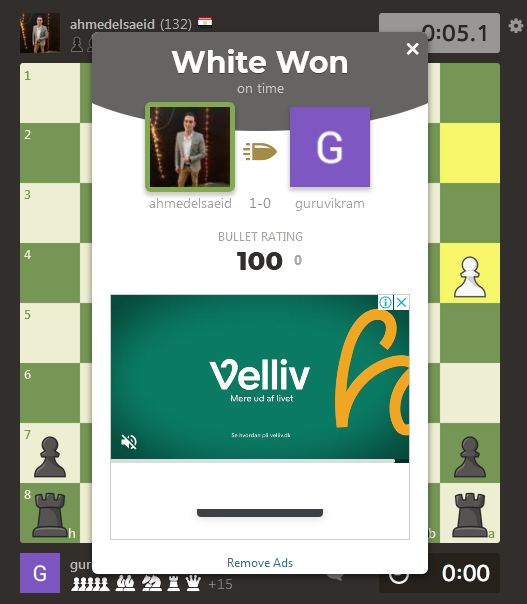 ahmedelsaeid (132)
0:05.1
White Won
on time
G
ahmedelsaeid
1-0
guruvikram
BULLET RATING
100 0
Velliv
Mere ud af livet
Se hvordan på velliv.dk
Remove Ads
1
2
3
4
5
6
7
8
h
b
a
G
+15
0:00